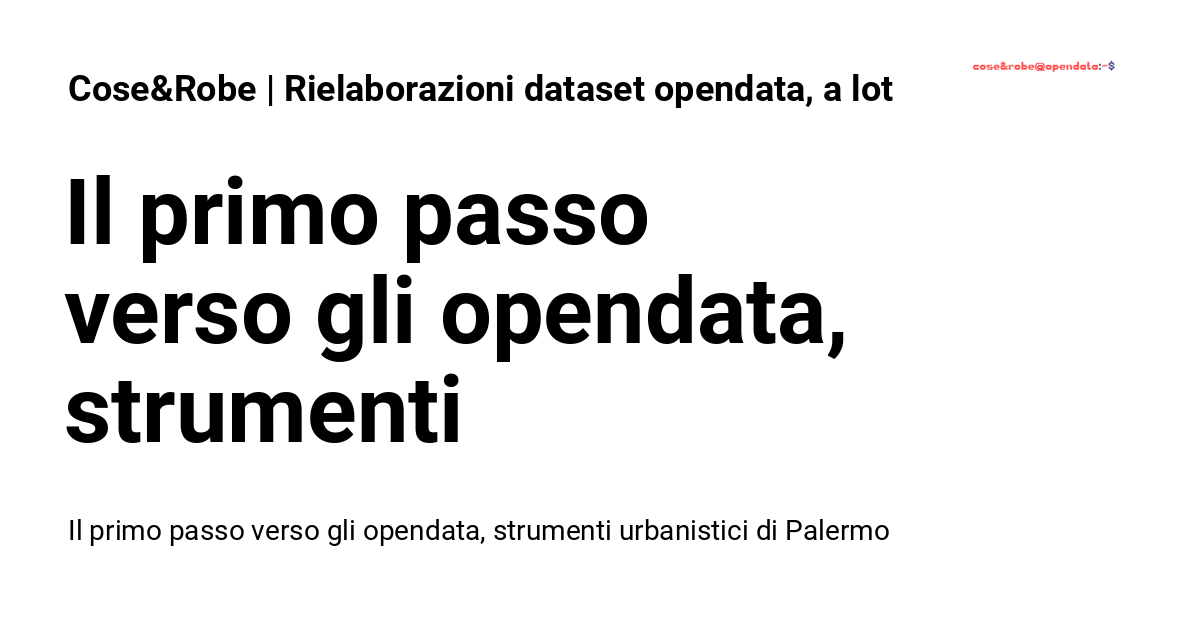 Cose&Robe | Rielaborazioni dataset opendata, a lot
cose&robe@opendata:~$
Il primo passo
verso gli opendata,
strumenti
Il primo passo verso gli opendata, strumenti urbanistici di Palermo